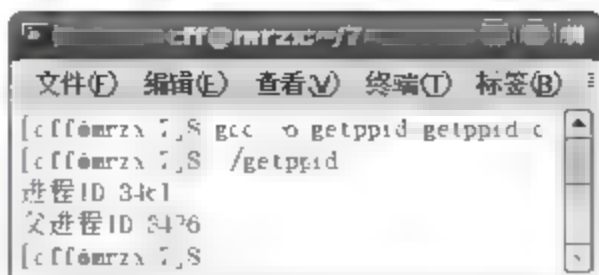 cff@mrzx:~/7
文件(F) 编辑(E) 查看(V) 终端(T) 标签(B)
[cff@mrzx 7]$ gcc -o getppid getppid.c
[cff@mrzx 7]$ ./getppid
进程ID
父进程ID
[cff@mrzx 7]$